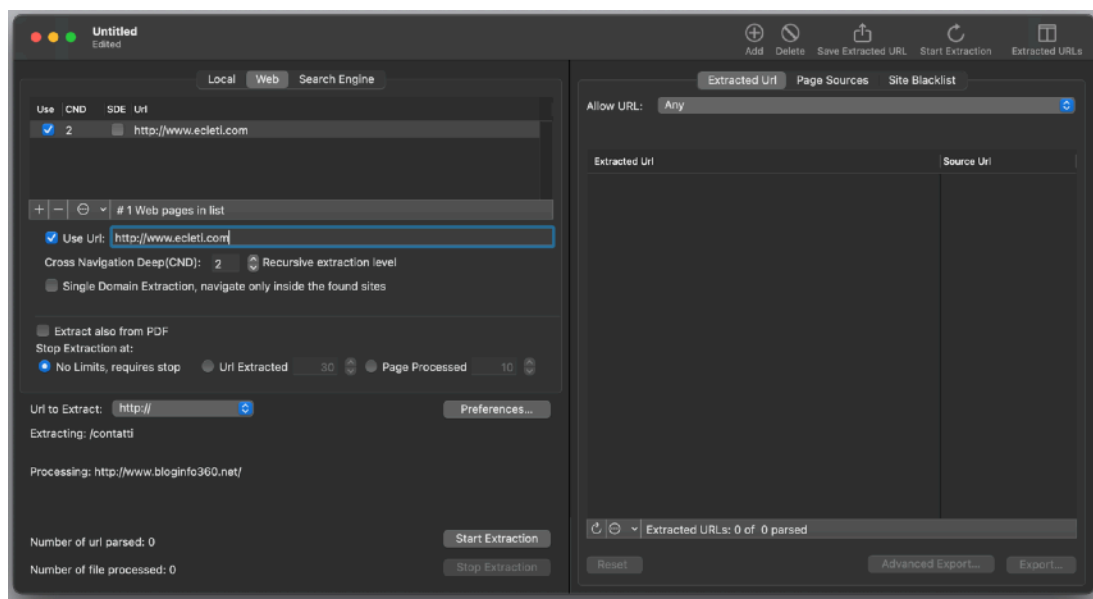 Untitled
Edited
Add Delete Save Extracted URL Start Extraction Extracted URLs
Local Web Search Engine
Use CND SDE Url
2 http://www.ecleti.com
# 1 Web pages in list
Use Url: http://www.ecleti.com
Cross Navigation Deep(CND): 2 Recursive extraction level
Single Domain Extraction, navigate only inside the found sites
Extract also from PDF
Stop Extraction at:
No Limits, requires stop Url Extracted 30 Page Processed 10
Url to Extract: http:// Preferences...
Extracting: /contatti
Processing: http://www.bloginfo360.net/
Number of url parsed: 0 Start Extraction
Number of file processed: 0 Stop Extraction
Extracted Url Page Sources Site Blacklist
Allow URL: Any
Extracted Url Source Url
Extracted URLs: 0 of 0 parsed
Reset Advanced Export... Export...